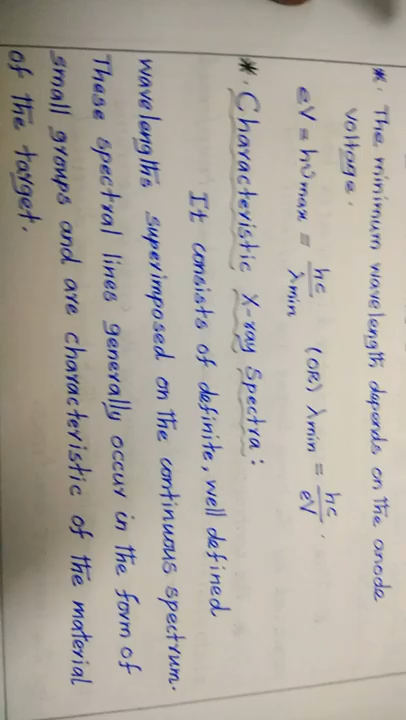 *. The minimum wavelength depends on the anode
voltage.
eV = hνmax = hc/λmin (OR) λmin = hc/eV.
*. Characteristic X-ray Spectra:
It consists of definite, well defined
wavelengths superimposed on the continuous spectrum.
These spectral lines generally occur in the form of
small groups and are characteristic of the material
of the target.